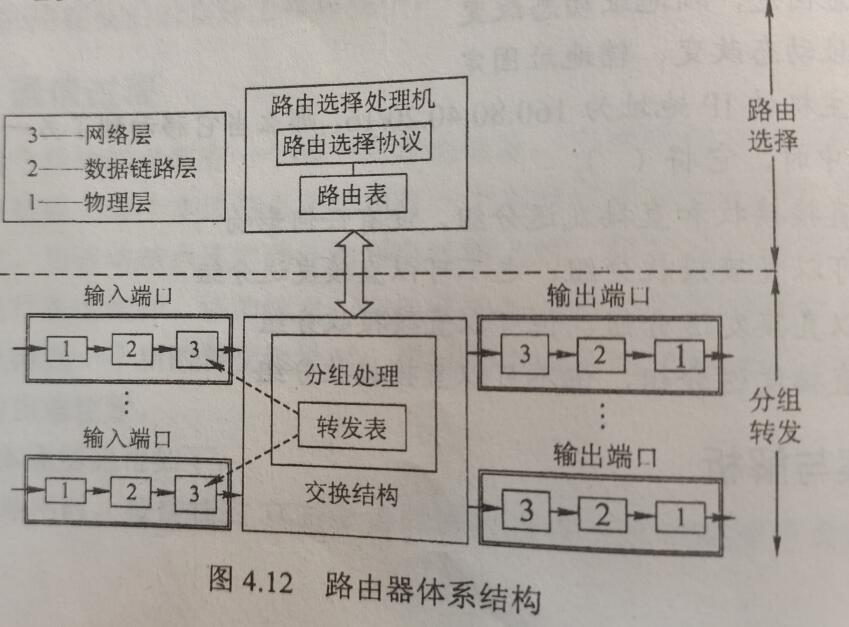 路由选择处理机
路由选择协议
路由表
3——网络层
2——数据链路层
1——物理层
路由
选择
输入端口
1
2
3
输入端口
1
2
3
分组处理
转发表
交换结构
输出端口
3
2
1
输出端口
3
2
1
分组
转发
图 4.12 路由器体系结构